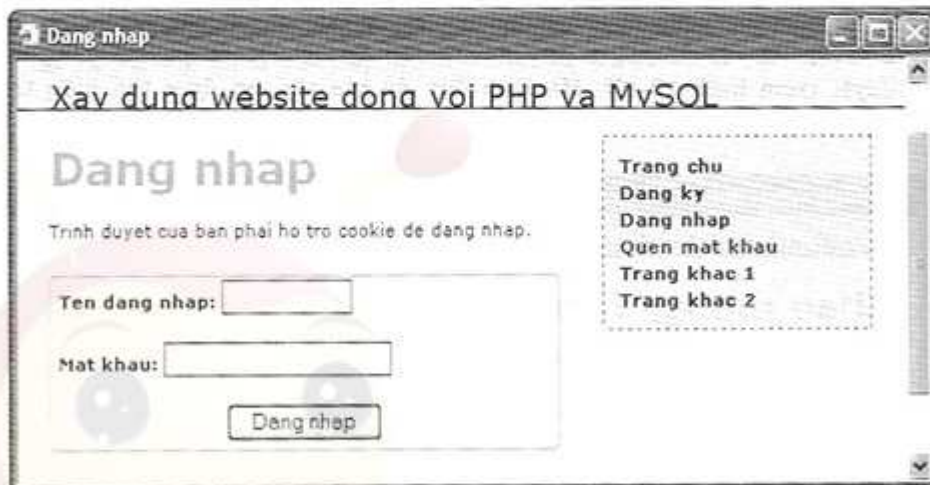 Dang nhap
Xay dung website dong voi PHP va MySQL
Dang nhap
Trinh duyet cua ban phai ho tro cookie de dang nhap.
Ten dang nhap:
Mat khau:
Dang nhap
Trang chu
Dang ky
Dang nhap
Quen mat khau
Trang khac 1
Trang khac 2